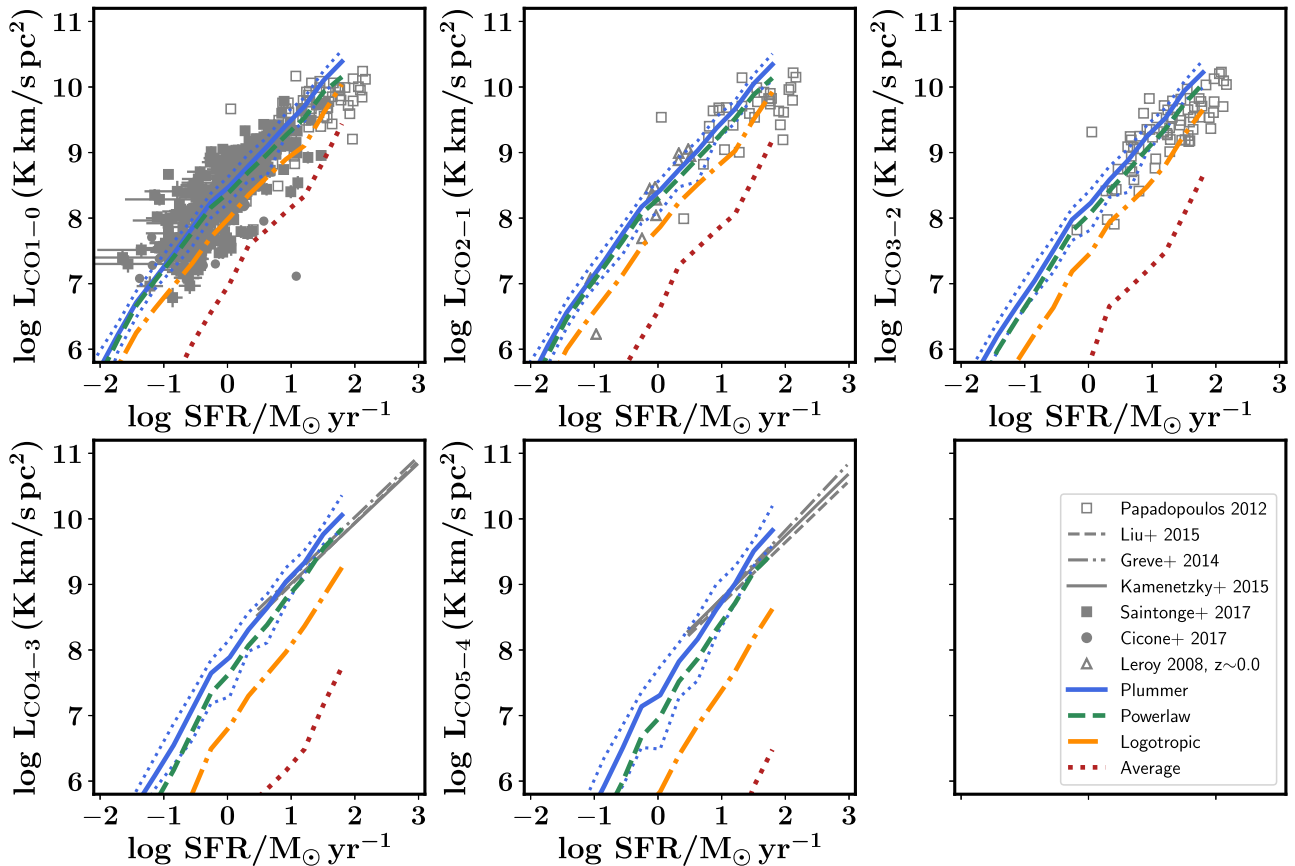 11
10
9
8
7
6
log L_CO1−0 (K km/s pc²)
−2 −1 0 1 2 3
log SFR/M⊙ yr⁻¹
11
10
9
8
7
6
log L_CO2−1 (K km/s pc²)
−2 −1 0 1 2 3
log SFR/M⊙ yr⁻¹
11
10
9
8
7
6
log L_CO3−2 (K km/s pc²)
−2 −1 0 1 2 3
log SFR/M⊙ yr⁻¹
11
10
9
8
7
6
log L_CO4−3 (K km/s pc²)
−2 −1 0 1 2 3
log SFR/M⊙ yr⁻¹
11
10
9
8
7
6
log L_CO5−4 (K km/s pc²)
−2 −1 0 1 2 3
log SFR/M⊙ yr⁻¹
Papadopoulos 2012
Liu+ 2015
Greve+ 2014
Kamenetzky+ 2015
Saintonge+ 2017
Cicone+ 2017
Leroy 2008, z∼0.0
Plummer
Powerlaw
Logotropic
Average